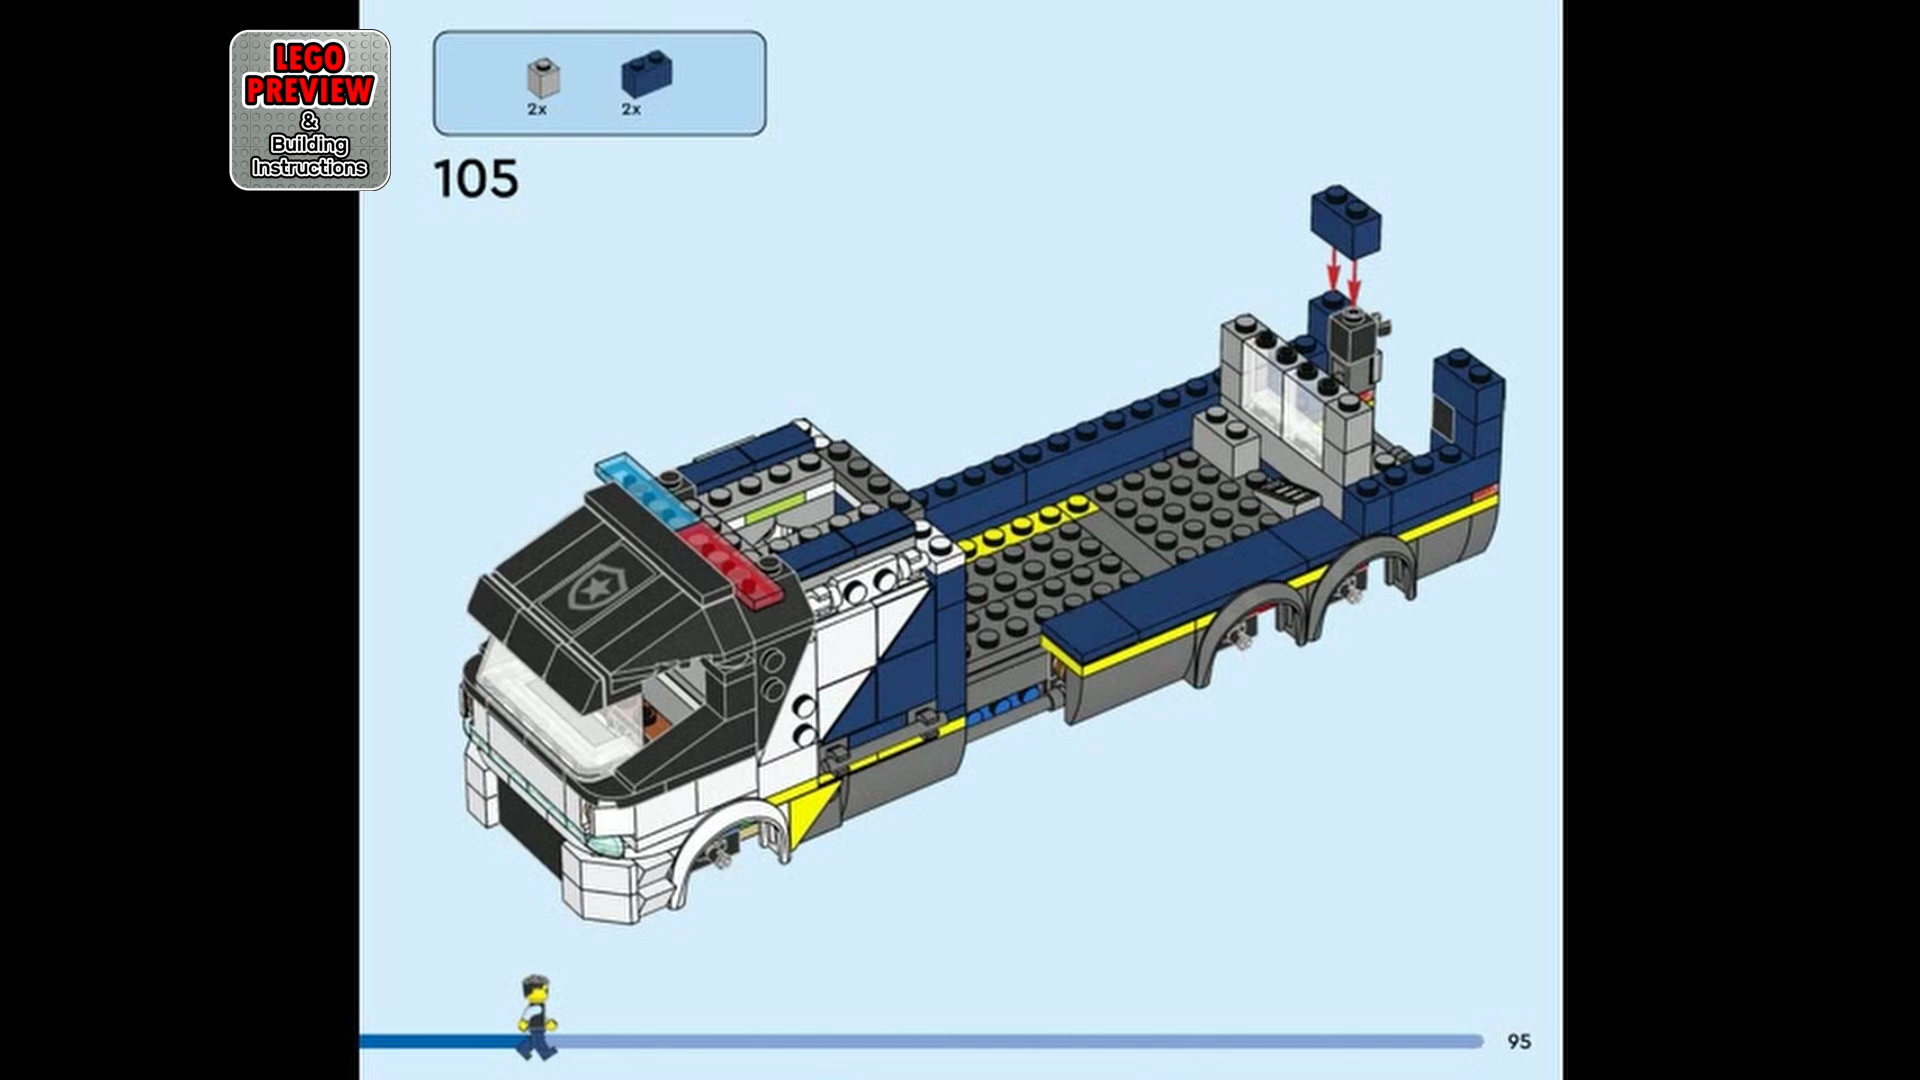 LEGO
PREVIEW
&
Building
Instructions
2x
2x
105
95